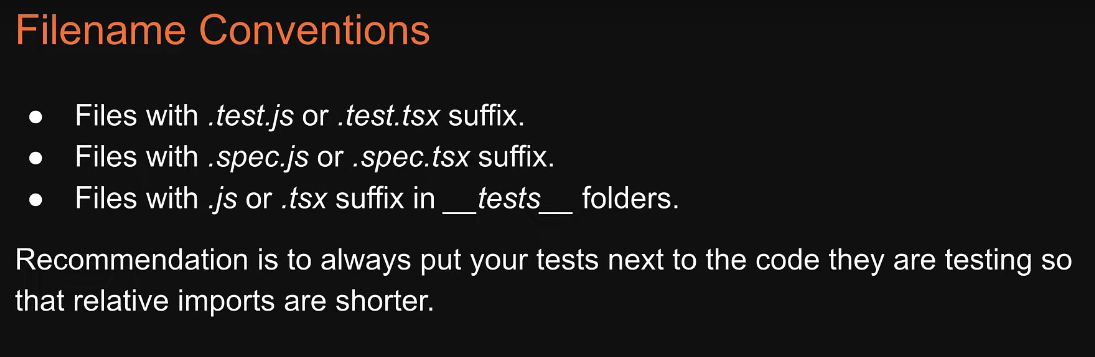 Filename Conventions
● Files with .test.js or .test.tsx suffix.
● Files with .spec.js or .spec.tsx suffix.
● Files with .js or .tsx suffix in __tests__ folders.
Recommendation is to always put your tests next to the code they are testing so
that relative imports are shorter.